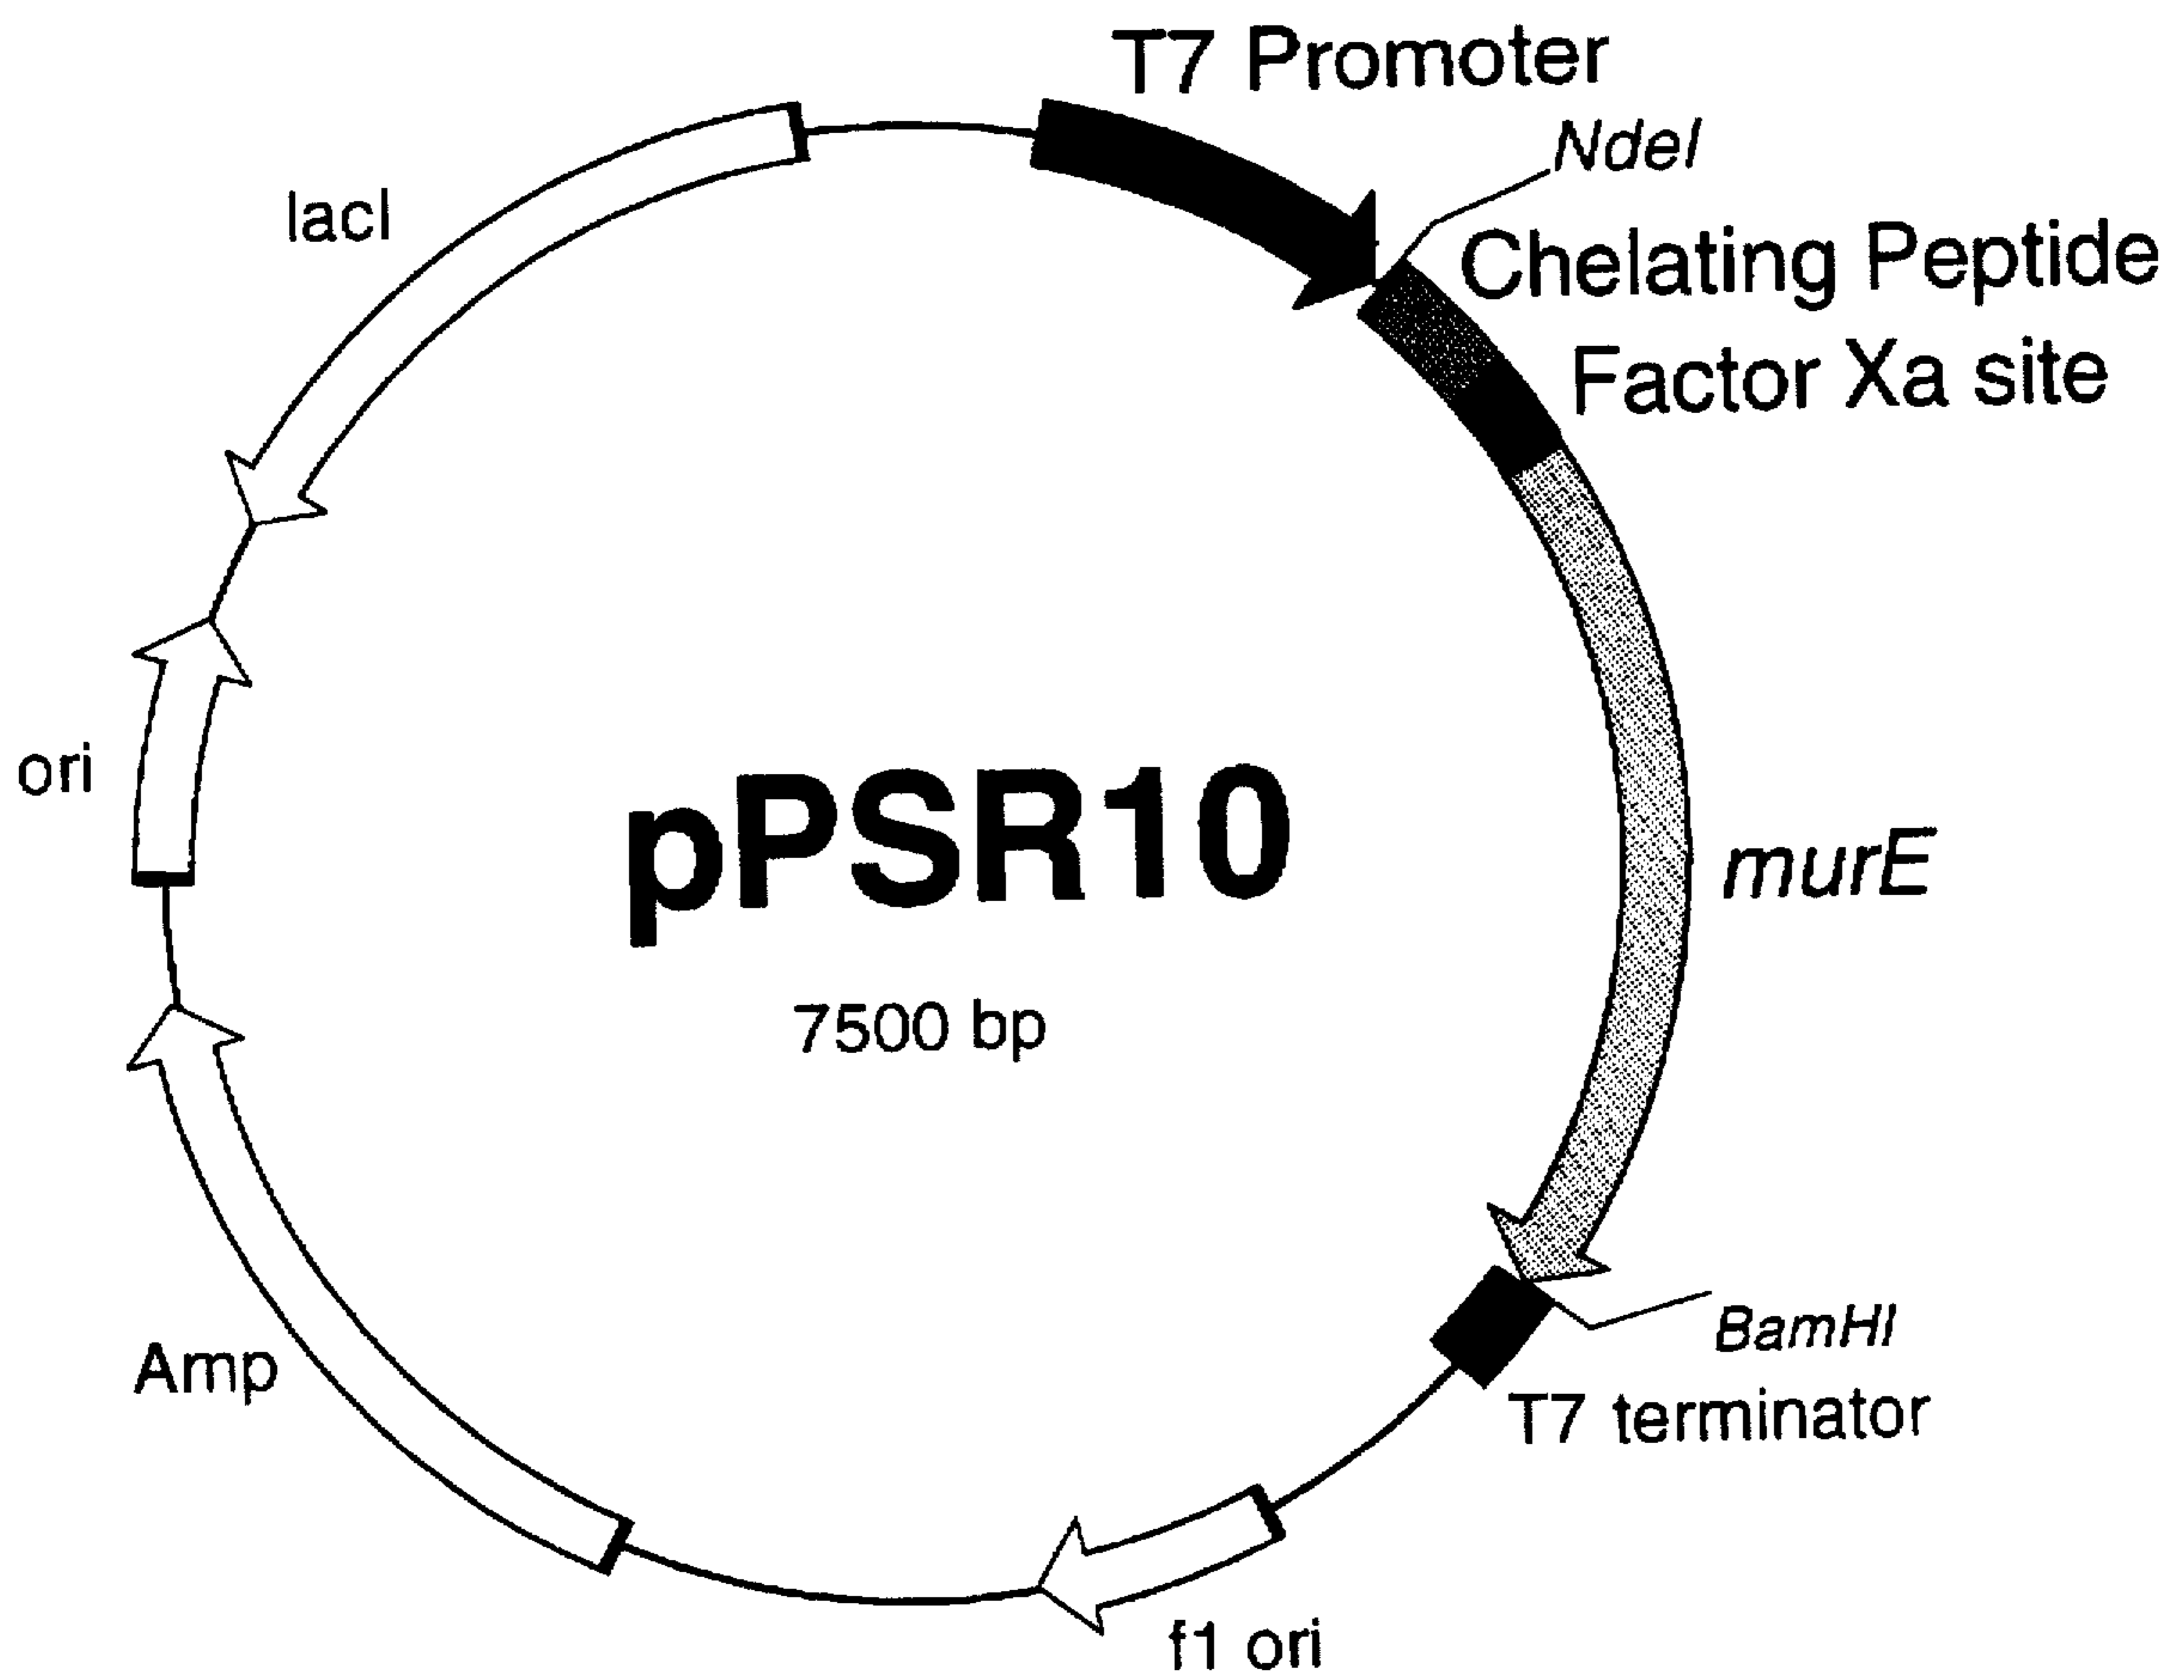 T7 Promoter
NdeI
lacI
Chelating Peptide
Factor Xa site
ori
pPSR10
murE
7500 bp
BamHI
Amp
T7 terminator
f1 ori